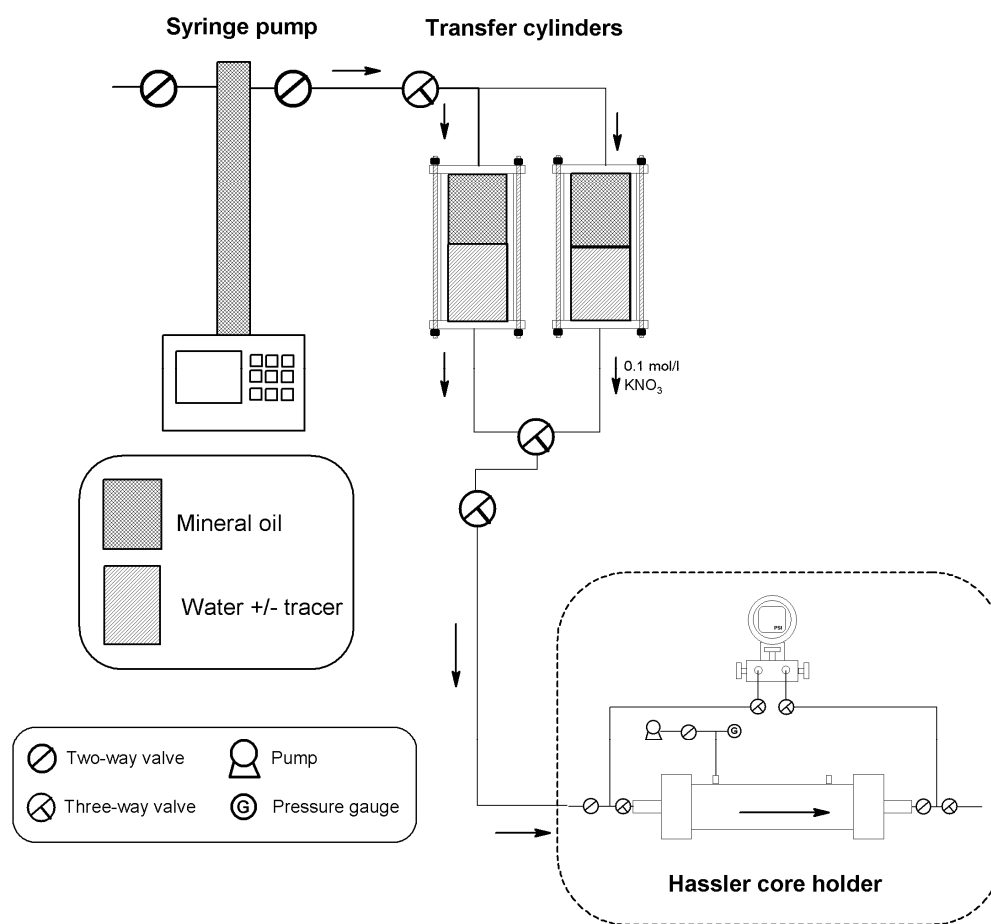 Syringe pump
Transfer cylinders
0.1 mol/l
KNO₃
Mineral oil
Water +/- tracer
PSI
G
Two-way valve
Pump
Three-way valve
G
Pressure gauge
Hassler core holder